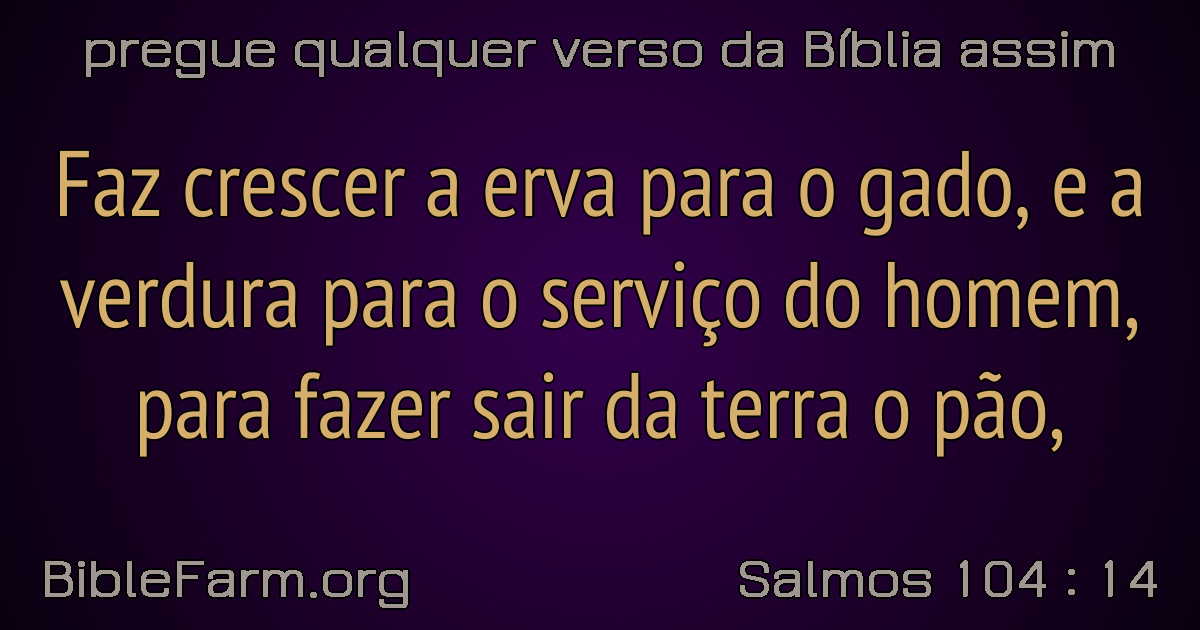 pregue qualquer verso da Bíblia assim
Faz crescer a erva para o gado, e a
verdura para o serviço do homem,
para fazer sair da terra o pão,
BibleFarm.org
Salmos 104 : 14